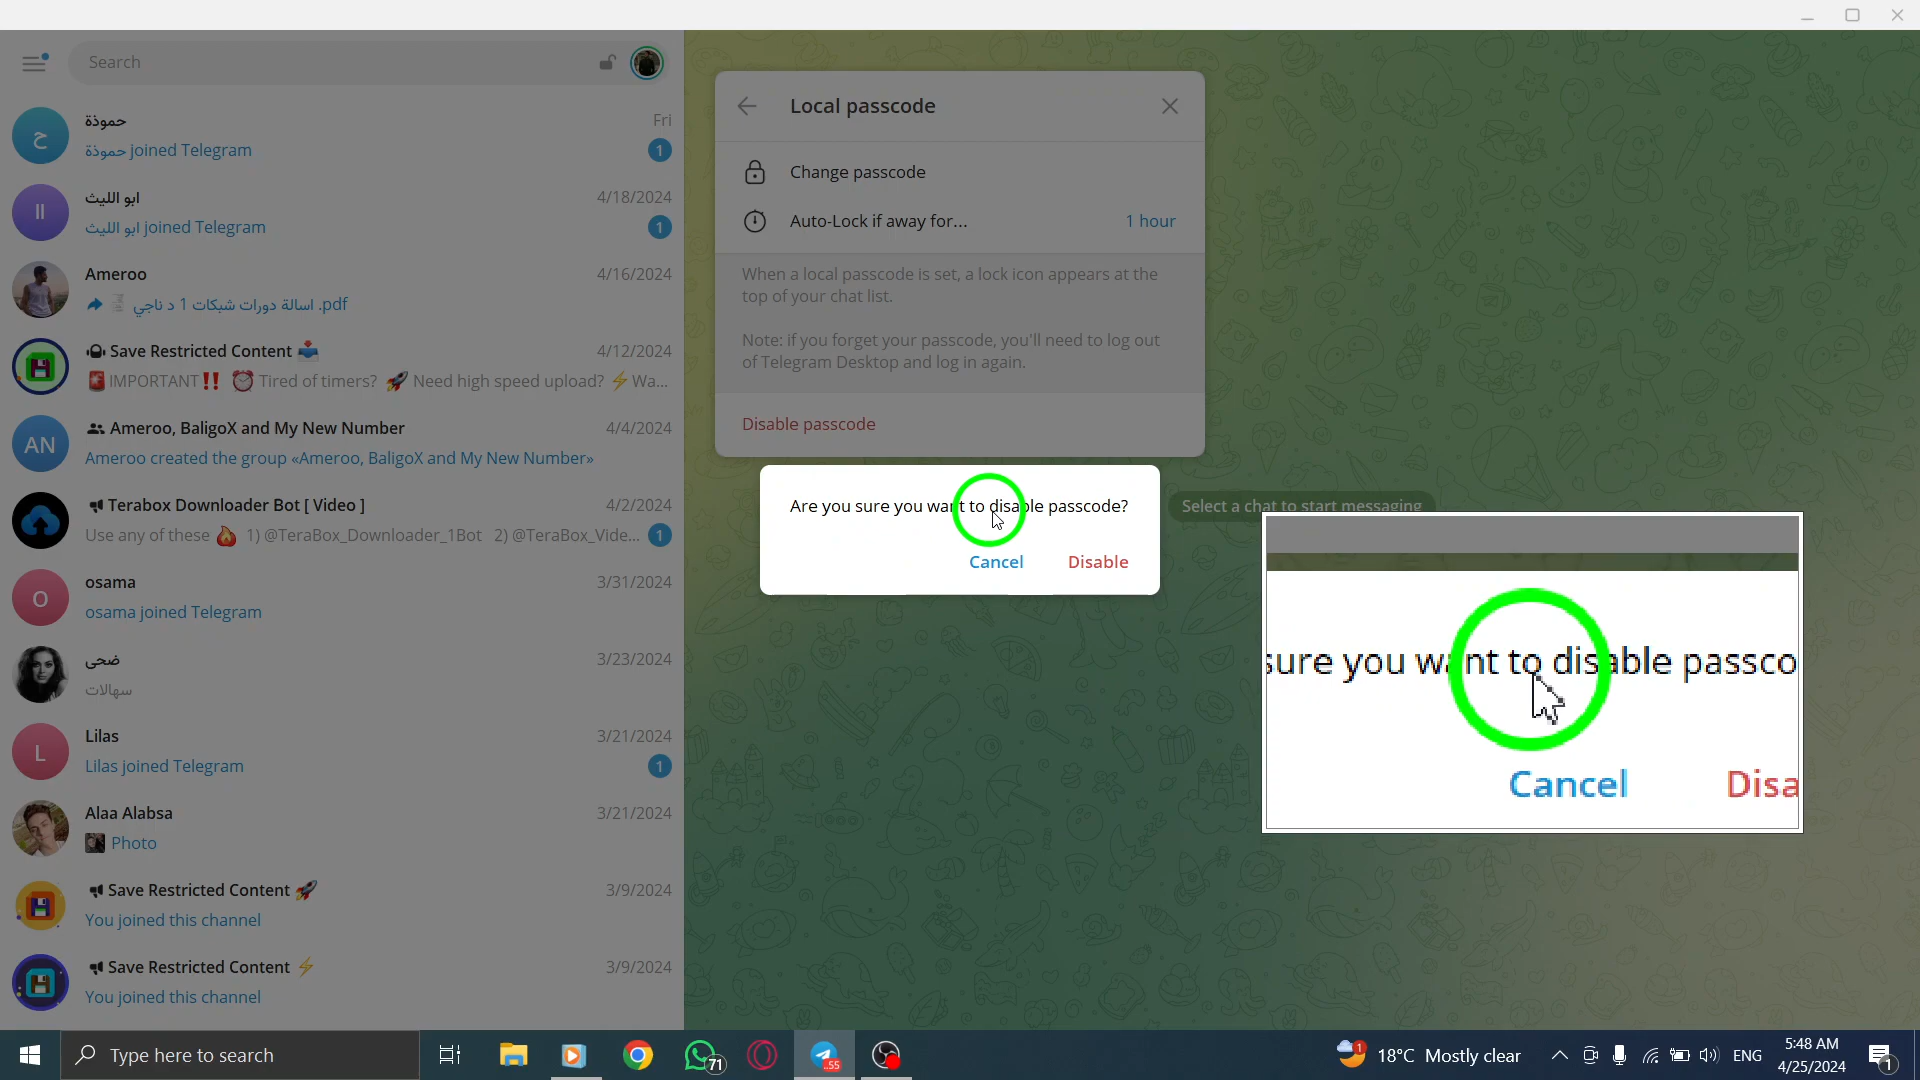 Search
حموذة
Fri
حموذة joined Telegram
1
ابو الليث
4/18/2024
ابو الليث joined Telegram
1
Ameroo
4/16/2024
اسالة دورات شبكات 1 د ناجي .pdf
Save Restricted Content 📥
4/12/2024
🚨IMPORTANT‼️ ⏰ Tired of timers? 🚀 Need high speed upload? ⚡ Wa...
AN
Ameroo, BaligoX and My New Number
4/4/2024
Ameroo created the group «Ameroo, BaligoX and My New Number»
Terabox Downloader Bot [ Video ]
4/2/2024
Use any of these 🔥 1) @TeraBox_Downloader_1Bot 2) @TeraBox_Vide...
1
O
osama
3/31/2024
osama joined Telegram
ضحى
3/23/2024
سهالات
L
Lilas
3/21/2024
Lilas joined Telegram
1
Alaa Alabsa
3/21/2024
Photo
Save Restricted Content 🚀
3/9/2024
You joined this channel
Save Restricted Content ⚡
3/9/2024
You joined this channel
Local passcode
Change passcode
Auto-Lock if away for...
1 hour
When a local passcode is set, a lock icon appears at the
top of your chat list.
Note: if you forget your passcode, you'll need to log out
of Telegram Desktop and log in again.
Disable passcode
Are you sure you want to disable passcode?
Cancel
Disable
Select a chat to start messaging
sure you want to disable passco
Cancel
Disa
Type here to search
71
55
1
18°C Mostly clear
ENG
5:48 AM
4/25/2024
1